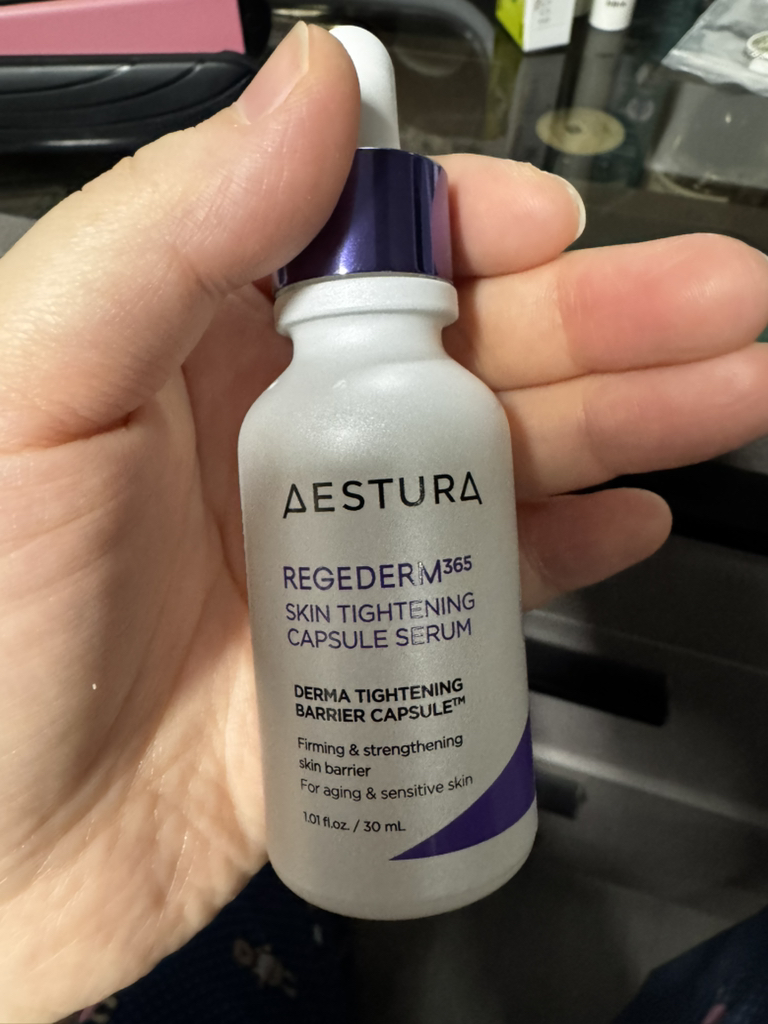 AESTURA
REGEDERM³⁶⁵
SKIN TIGHTENING
CAPSULE SERUM
DERMA TIGHTENING
BARRIER CAPSULE™
Firming & strengthening
skin barrier
For aging & sensitive skin
1.01 fl.oz. / 30 mL